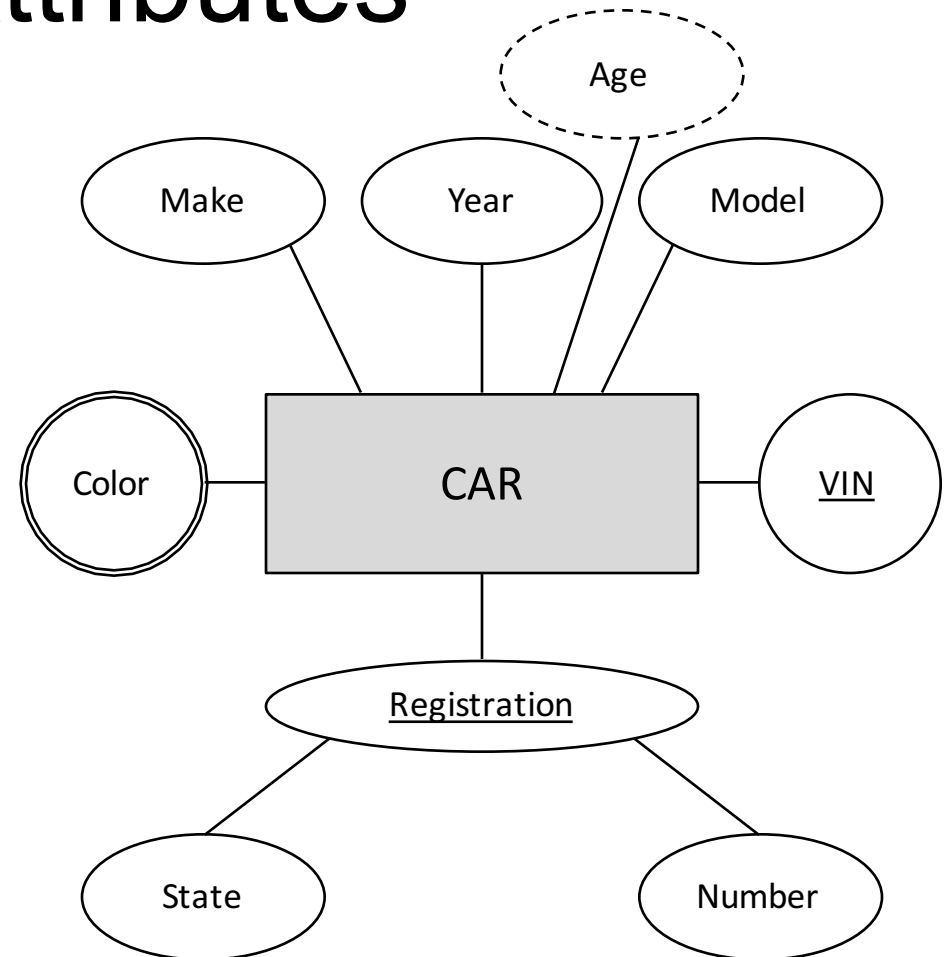 ttributes
Age
Make
Year
Model
Color
CAR
VIN
Registration
State
Number